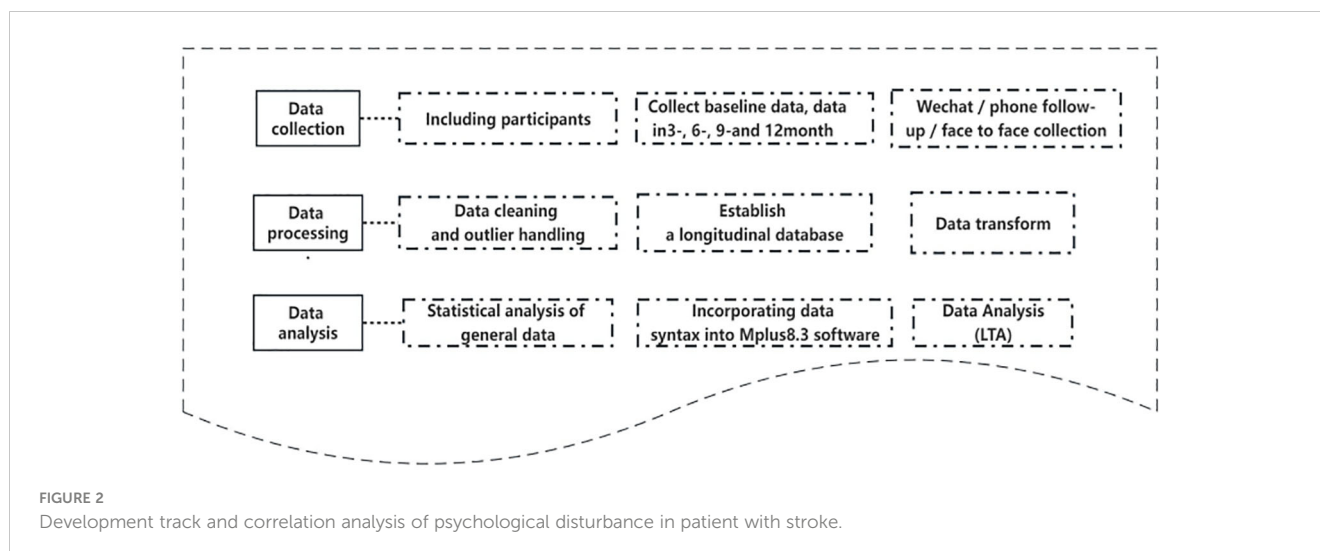 Data
collection
Including participants
Collect baseline data, data
in3-, 6-, 9-and 12month
Wechat / phone follow-
up / face to face collection
Data
processing
Data cleaning
and outlier handling
Establish
a longitudinal database
Data transform
Data
analysis
Statistical analysis of
general data
Incorporating data
syntax into Mplus8.3 software
Data Analysis
(LTA)
FIGURE 2
Development track and correlation analysis of psychological disturbance in patient with stroke.